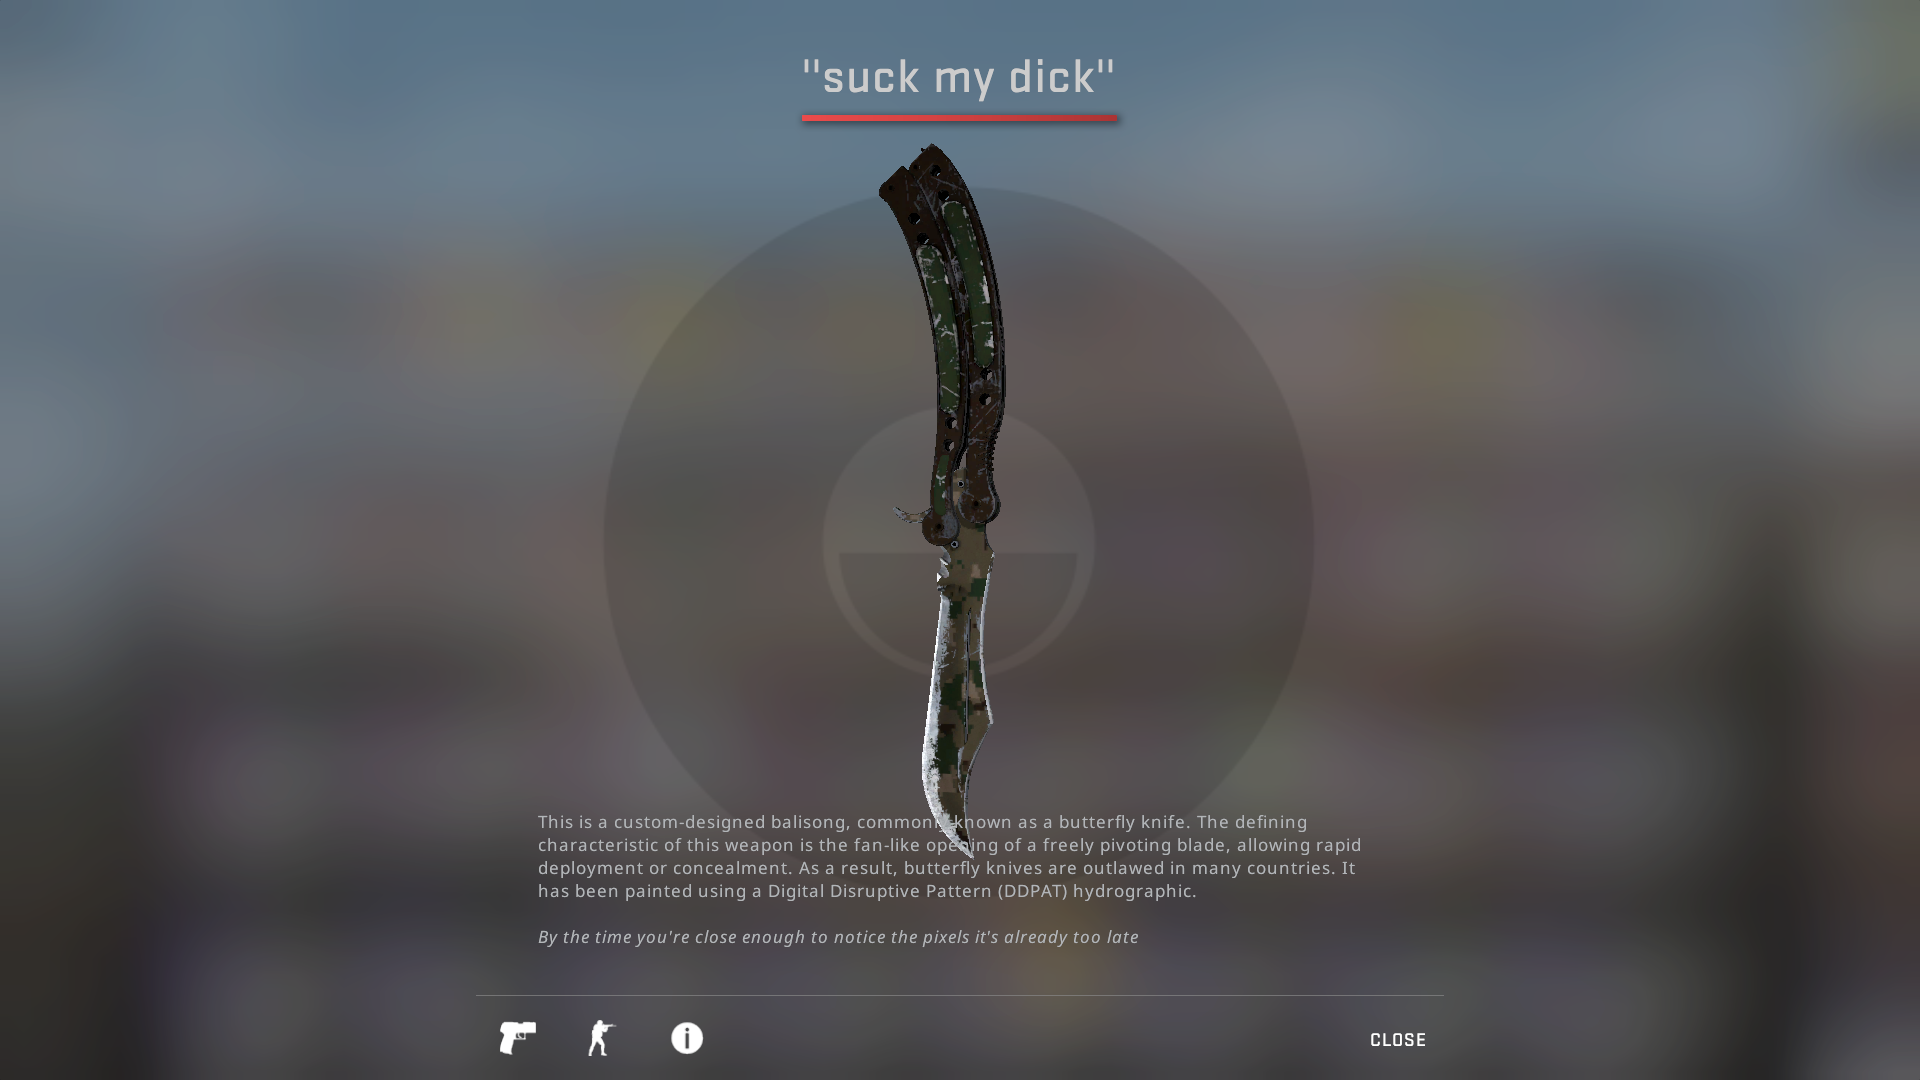 "suck my dick"
This is a custom-designed balisong, commonly known as a butterfly knife. The defining
characteristic of this weapon is the fan-like opening of a freely pivoting blade, allowing rapid
deployment or concealment. As a result, butterfly knives are outlawed in many countries. It
has been painted using a Digital Disruptive Pattern (DDPAT) hydrographic.
By the time you're close enough to notice the pixels it's already too late
CLOSE